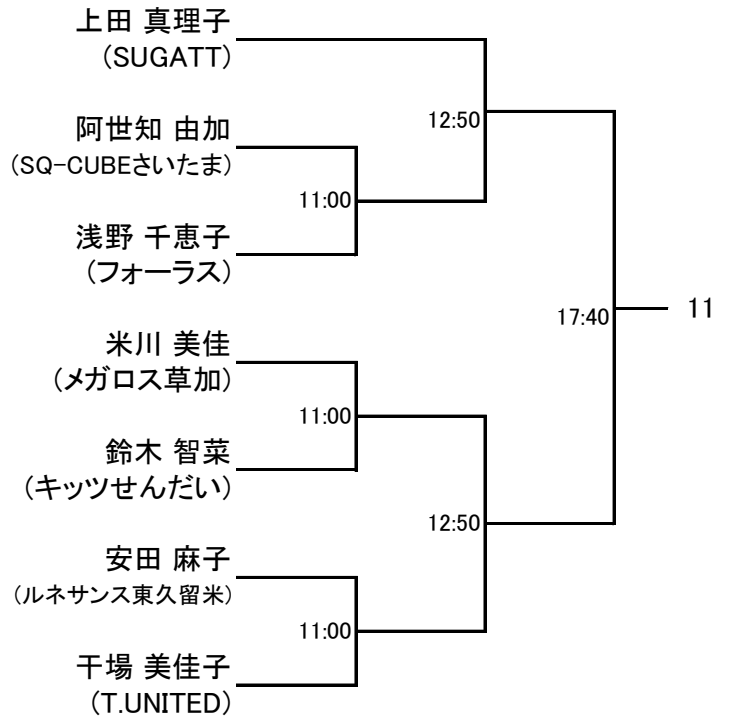 上田 真理子
(SUGATT)
12:50
阿世知 由加
(SQ-CUBEさいたま)
11:00
浅野 千恵子
(フォーラス)
17:40
11
米川 美佳
(メガロス草加)
11:00
鈴木 智菜
(キッツせんだい)
12:50
安田 麻子
(ルネサンス東久留米)
11:00
干場 美佳子
(T.UNITED)